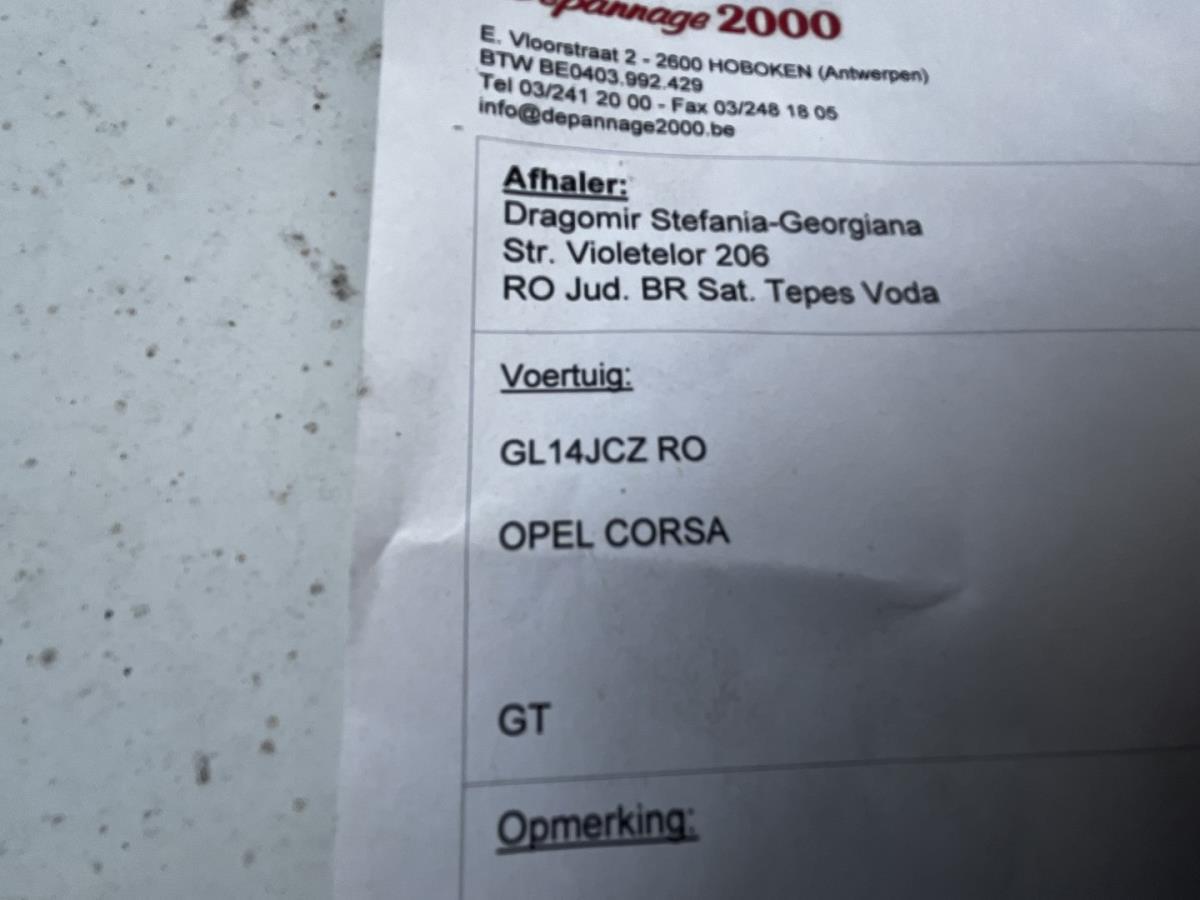 Depannage 2000
E. Vloorstraat 2 - 2600 HOBOKEN (Antwerpen)
BTW BE0403.992.429
Tel 03/241 20 00 - Fax 03/248 18 05
info@depannage2000.be
Afhaler:
Dragomir Stefania-Georgiana
Str. Violetelor 206
RO Jud. BR Sat. Tepes Voda
Voertuig:
GL14JCZ RO
OPEL CORSA
GT
Opmerking: